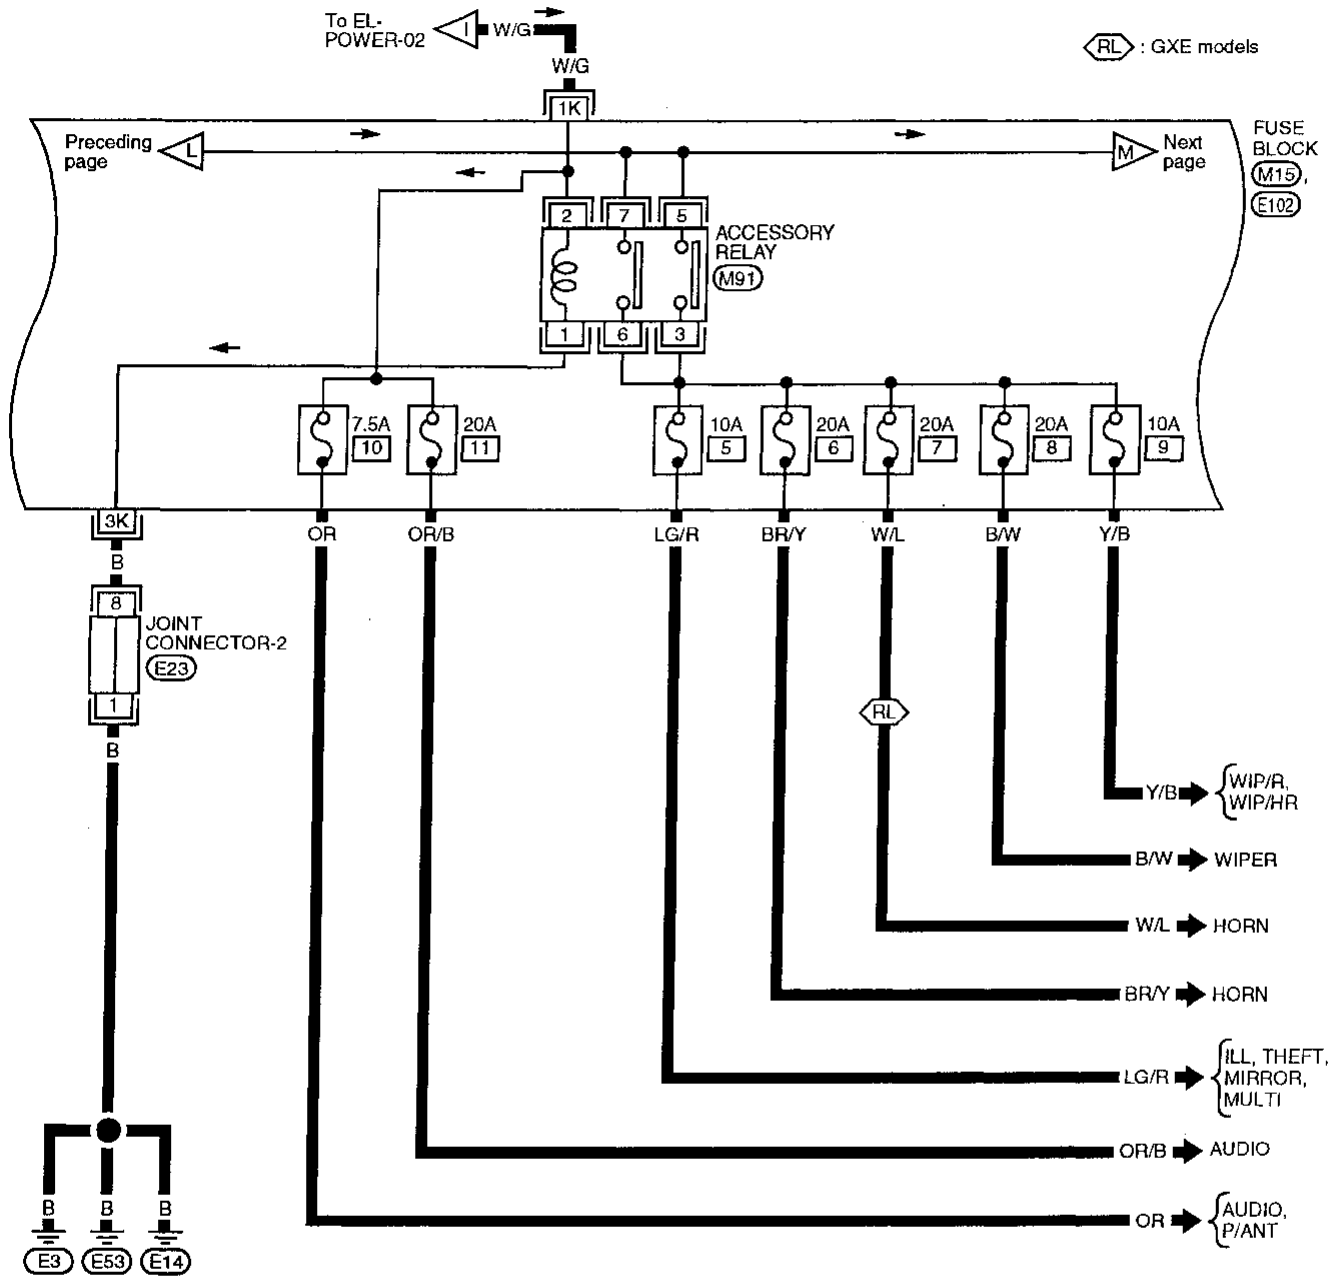 To EL-
POWER-02
I
W/G
W/G
RL : GXE models
1K
Preceding
page
L
M
Next
page
FUSE
BLOCK
M15,
E102
2
7
5
ACCESSORY
RELAY
M91
1
6
3
7.5A
10
20A
11
10A
5
20A
6
20A
7
20A
8
10A
9
3K
OR
OR/B
LG/R
BR/Y
W/L
B/W
Y/B
B
8
JOINT
CONNECTOR-2
E23
1
B
RL
Y/B
WIP/R,
WIP/HR
B/W
WIPER
W/L
HORN
BR/Y
HORN
LG/R
ILL, THEFT,
MIRROR,
MULTI
OR/B
AUDIO
OR
AUDIO,
P/ANT
B
B
B
E3
E53
E14